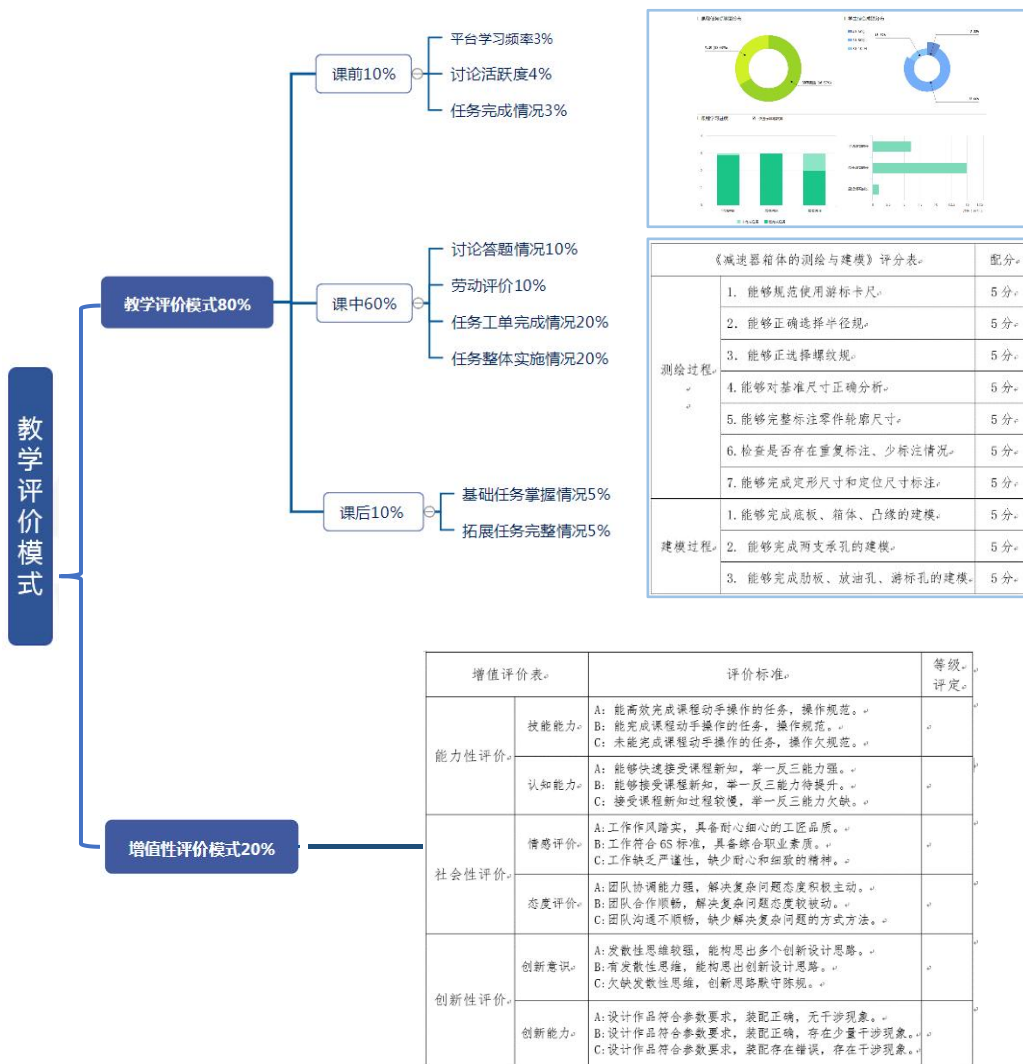 教学评价模式
教学评价模式80%
课前10%
平台学习频率3%
讨论活跃度4%
任务完成情况3%
课中60%
讨论答题情况10%
劳动评价10%
任务工单完成情况20%
任务整体实施情况20%
课后10%
基础任务掌握情况5%
拓展任务完整情况5%
《减速器箱体的测绘与建模》评分表 配分
测绘过程
1. 能够规范使用游标卡尺 5分
2. 能够正确选择半径规 5分
3. 能够正选择螺纹规 5分
4.能够对基准尺寸正确分析 5分
5.能够完整标注零件轮廓尺寸 5分
6.检查是否存在重复标注、少标注情况 5分
7.能够完成定形尺寸和定位尺寸标注 5分
建模过程
1.能够完成底板、箱体、凸缘的建模 5分
2. 能够完成两支承孔的建模 5分
3. 能够完成肋板、放油孔、游标孔的建模 5分
增值性评价模式20%
增值评价表 评价标准 等级
评定
能力性评价
技能能力
A: 能高效完成课程动手操作的任务，操作规范。
B: 能完成课程动手操作的任务，操作规范。
C: 未能完成课程动手操作的任务，操作欠规范。
认知能力
A: 能够快速接受课程新知，举一反三能力强。
B: 能够接受课程新知，举一反三能力待提升。
C: 接受课程新知过程较慢，举一反三能力欠缺。
社会性评价
情感评价
A:工作作风踏实，具备耐心细心的工匠品质。
B:工作符合6S标准，具备综合职业素质。
C:工作缺乏严谨性，缺少耐心和细致的精神。
态度评价
A:团队协调能力强，解决复杂问题态度积极主动。
B:团队合作顺畅，解决复杂问题态度较被动。
C:团队沟通不顺畅，缺少解决复杂问题的方式方法。
创新性评价
创新意识
A:发散性思维较强，能构思出多个创新设计思路。
B:有发散性思维，能构思出创新设计思路。
C:欠缺发散性思维，创新思路默守陈规。
创新能力
A:设计作品符合参数要求，装配正确，无干涉现象。
B:设计作品符合参数要求，装配正确，存在少量干涉现象。
C:设计作品符合参数要求，装配存在错误，存在干涉现象。